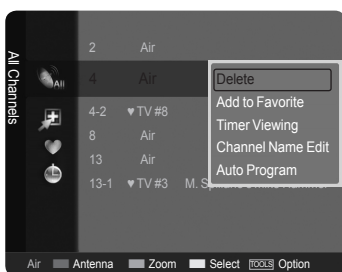 All Channels
All
2 Air
4 Air
4-2 ♥ TV #8
8 Air
13 Air
13-1 ♥ TV #3
Delete
Add to Favorite
Timer Viewing
Channel Name Edit
Auto Program
Air Antenna Zoom Select TOOLS Option